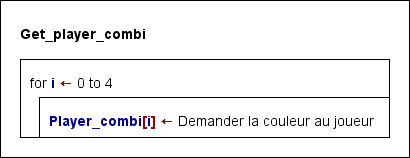 Get_player_combi
for i ← 0 to 4
Player_combi[i] ← Demander la couleur au joueur